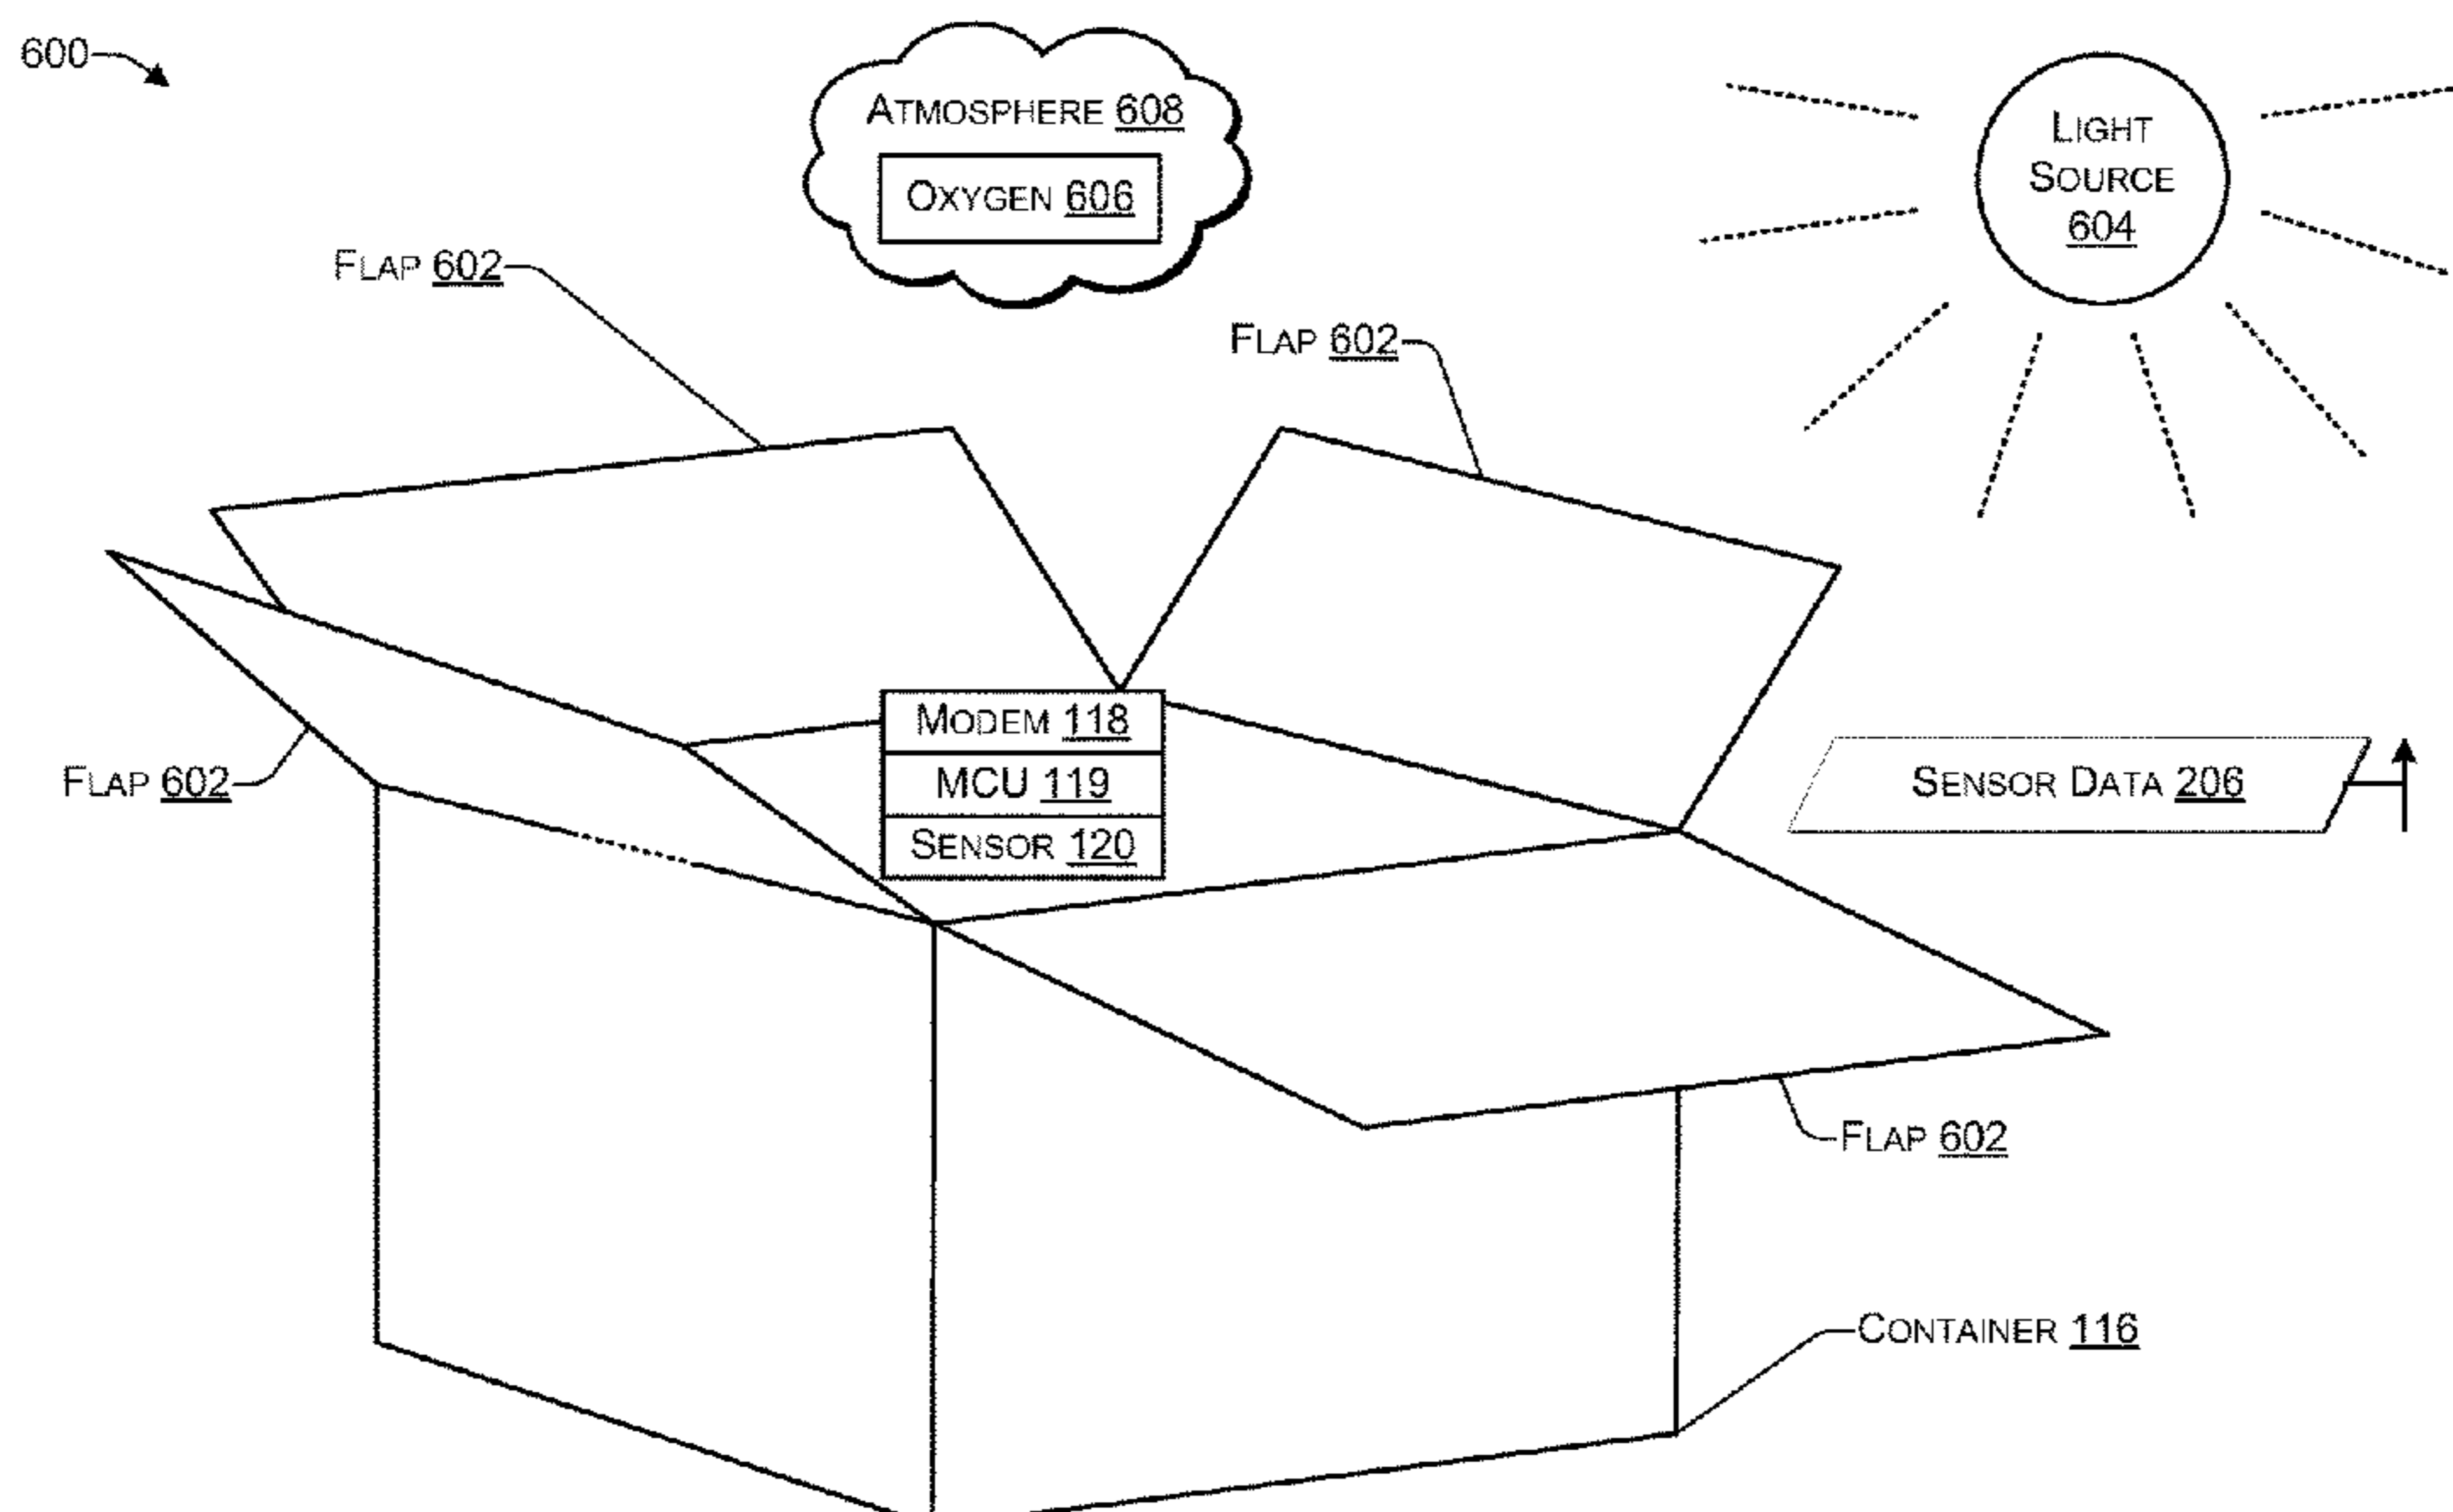 600
ATMOSPHERE 608
OXYGEN 606
LIGHT
SOURCE
604
FLAP 602
FLAP 602
FLAP 602
MODEM 118
MCU 119
SENSOR 120
SENSOR DATA 206
FLAP 602
CONTAINER 116